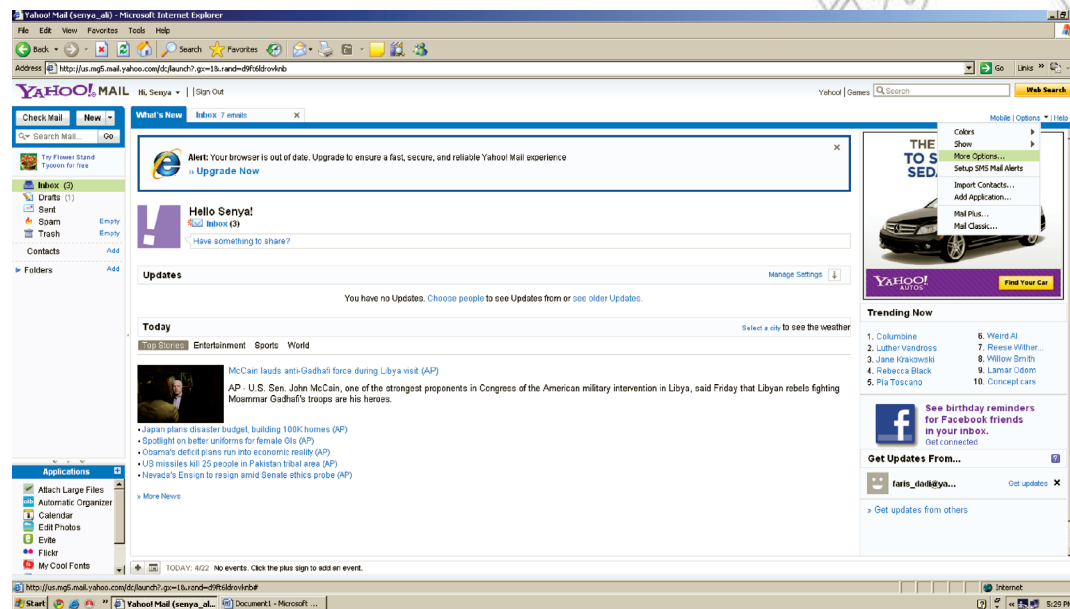 Yahoo! Mail (senya_ali) - Microsoft Internet Explorer
File Edit View Favorites Tools Help
Back Search Favorites
Address http://us.mg5.mail.yahoo.com/dc/launch?.gx=1&.rand=d9ft6ldrovknb Go Links »
YAHOO! MAIL Hi, Senya | Sign Out Yahoo! | Games Search Web Search
Check Mail New What's New Inbox 7 emails x Mobile | Options | Help
Search Mail... Go
Try Flower Stand
Tycoon for free
Inbox (3)
Drafts (1)
Sent
Spam Empty
Trash Empty
Contacts Add
Folders Add
Alert: Your browser is out of date. Upgrade to ensure a fast, secure, and reliable Yahoo! Mail experience
» Upgrade Now
Hello Senya!
Inbox (3)
Have something to share?
Updates Manage Settings
You have no Updates. Choose people to see Updates from or see older Updates.
Today Select a city to see the weather
Top Stories Entertainment Sports World
McCain lauds anti-Gadhafi force during Libya visit (AP)
AP - U.S. Sen. John McCain, one of the strongest proponents in Congress of the American military intervention in Libya, said Friday that Libyan rebels fighting
Moammar Gadhafi's troops are his heroes.
• Japan plans disaster budget, building 100K homes (AP)
• Spotlight on better uniforms for female GIs (AP)
• Obama's deficit plans run into economic reality (AP)
• US missiles kill 25 people in Pakistan tribal area (AP)
• Nevada's Ensign to resign amid Senate ethics probe (AP)
» More News
THE
TO S
SED
Colors
Show
More Options...
Setup SMS Mail Alerts
Import Contacts...
Add Application...
Mail Plus...
Mail Classic...
YAHOO! AUTOS Find Your Car
Trending Now
1. Columbine 6. Weird Al
2. Luther Vandross 7. Reese Wither...
3. Jane Krakowski 8. Willow Smith
4. Rebecca Black 9. Lamar Odom
5. Pia Toscano 10. Concept cars
See birthday reminders
for Facebook friends
in your inbox.
Get connected
Get Updates From... ?
faris_dadi@ya... Get updates X
» Get updates from others
Applications
Attach Large Files
Automatic Organizer
Calendar
Edit Photos
Evite
Flickr
My Cool Fonts
TODAY: 4/22 No events. Click the plus sign to add an event.
http://us.mg5.mail.yahoo.com/dc/launch?.gx=1&.rand=d9ft6ldrovknb# Internet
Start » Yahoo! Mail (senya_al... Document1 - Microsoft ... « 5:29 PM